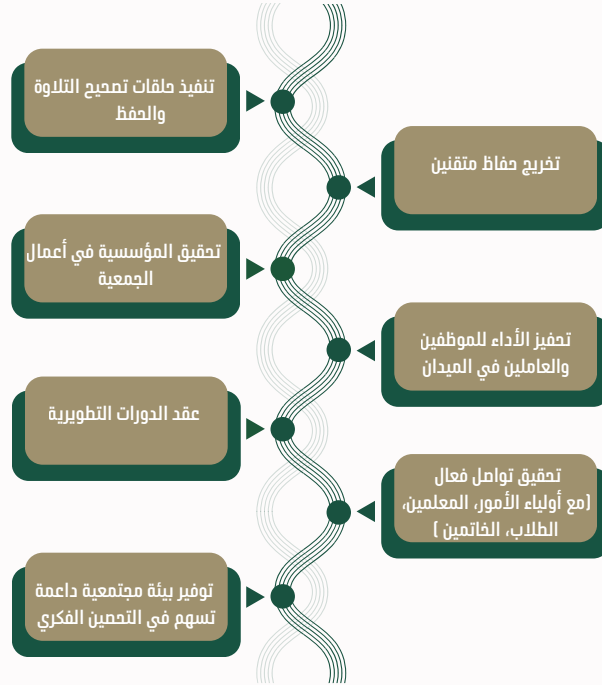 تنفيذ حلقات تصحيح التلاوة
والحفظ
تخريج حفاظ متقنين
تحقيق المؤسسية في أعمال
الجمعية
تحفيز الأداء للموظفين
والعاملين في الميدان
عقد الدورات التطويرية
تحقيق تواصل فعال
(مع أولياء الأمور، المعلمين،
الطلاب، الخاتمين )
توفير بيئة مجتمعية داعمة
تسهم في التحصين الفكري